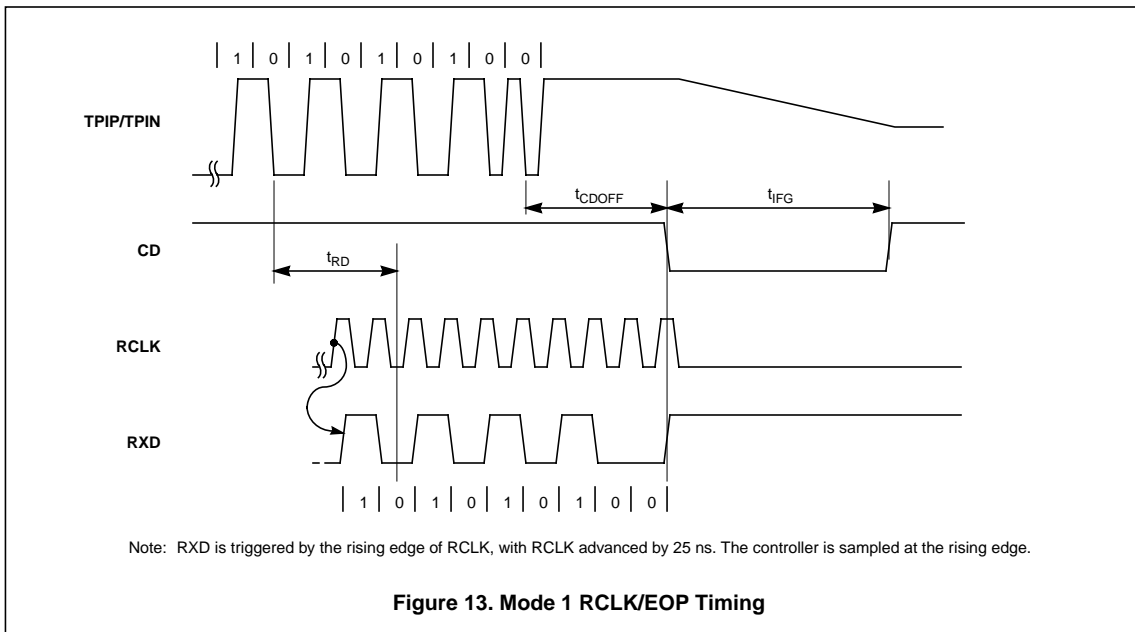 | 1 | 0 | 1 | 0 | 1 | 0 | 1 | 0 | 0 |
TPIP/TPIN
tCDOFF
tIFG
CD
tRD
RCLK
RXD
| 1 | 0 | 1 | 0 | 1 | 0 | 1 | 0 | 0 |
Note: RXD is triggered by the rising edge of RCLK, with RCLK advanced by 25 ns. The controller is sampled at the rising edge.
Figure 13. Mode 1 RCLK/EOP Timing